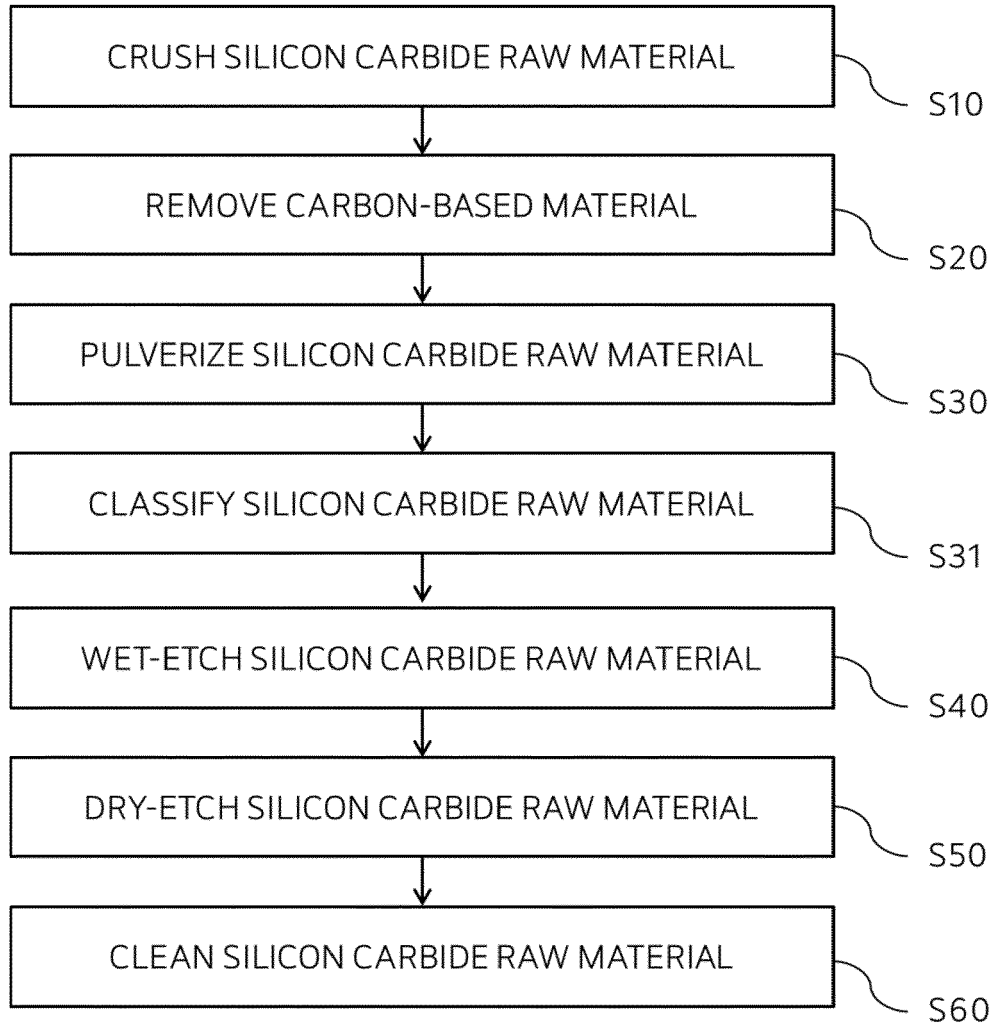 CRUSH SILICON CARBIDE RAW MATERIAL
S10
REMOVE CARBON-BASED MATERIAL
S20
PULVERIZE SILICON CARBIDE RAW MATERIAL
S30
CLASSIFY SILICON CARBIDE RAW MATERIAL
S31
WET-ETCH SILICON CARBIDE RAW MATERIAL
S40
DRY-ETCH SILICON CARBIDE RAW MATERIAL
S50
CLEAN SILICON CARBIDE RAW MATERIAL
S60